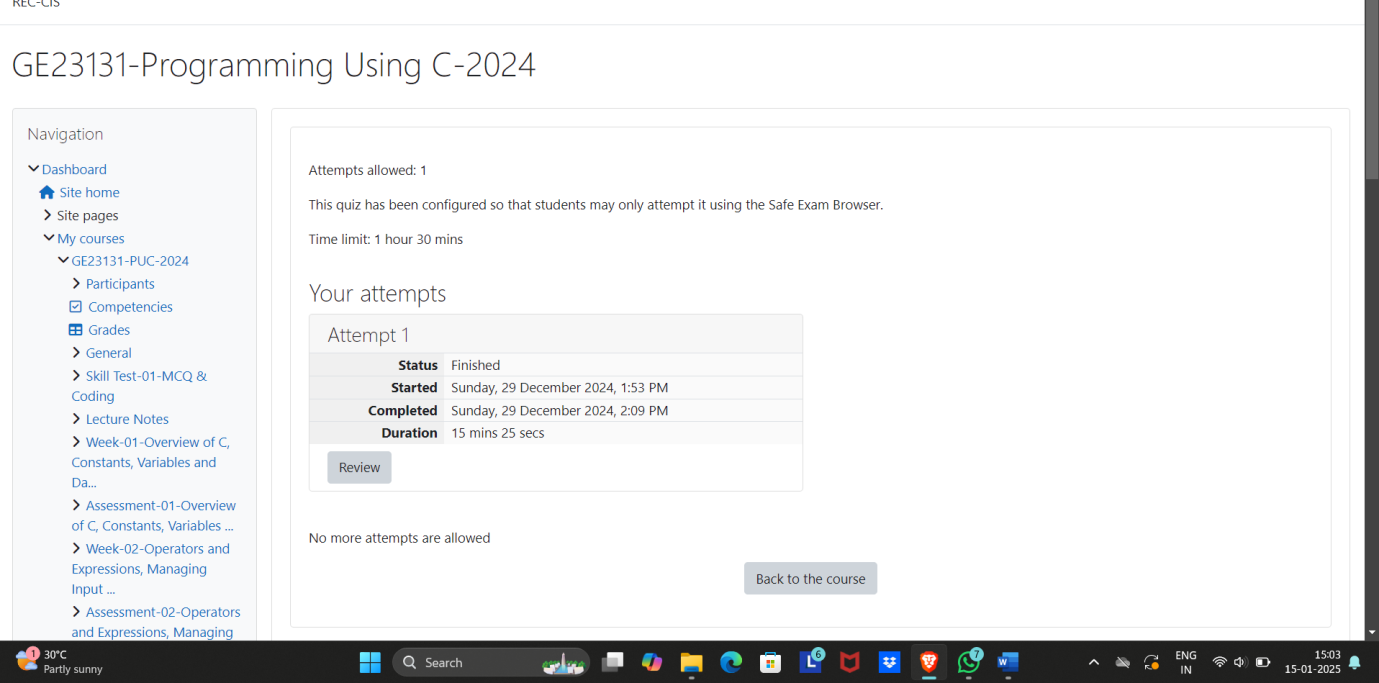 REC-CIS
GE23131-Programming Using C-2024
Navigation
Dashboard
Site home
Site pages
My courses
GE23131-PUC-2024
Participants
Competencies
Grades
General
Skill Test-01-MCQ &
Coding
Lecture Notes
Week-01-Overview of C,
Constants, Variables and
Da...
Assessment-01-Overview
of C, Constants, Variables ...
Week-02-Operators and
Expressions, Managing
Input ...
Assessment-02-Operators
and Expressions, Managing
Attempts allowed: 1
This quiz has been configured so that students may only attempt it using the Safe Exam Browser.
Time limit: 1 hour 30 mins
Your attempts
Attempt 1
Status Finished
Started Sunday, 29 December 2024, 1:53 PM
Completed Sunday, 29 December 2024, 2:09 PM
Duration 15 mins 25 secs
Review
No more attempts are allowed
Back to the course
1
30°C
Partly sunny
Search
L
6
7
W
ENG
IN
15:03
15-01-2025